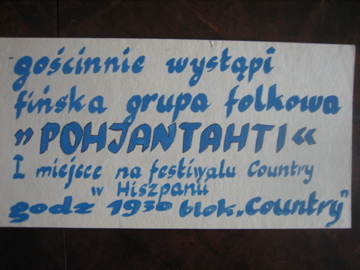 gościnnie wystąpi
fińska grupa folkowa
"POHJANTAHTI"
I miejsce na festiwalu Country
w Hiszpanii
godz 19³⁰ blok „Country"